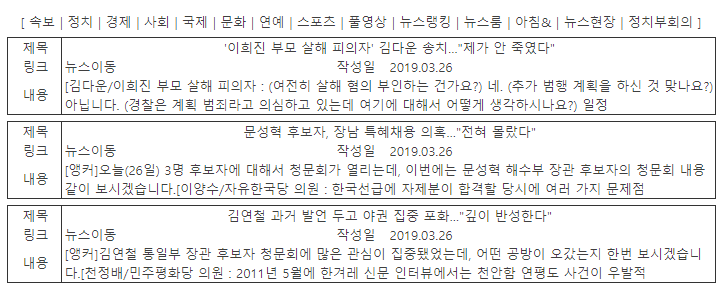 [ 속보 | 정치 | 경제 | 사회 | 국제 | 문화 | 연예 | 스포츠 | 풀영상 | 뉴스랭킹 | 뉴스룸 | 아침& | 뉴스현장 | 정치부회의 ]
제목 '이희진 부모 살해 피의자' 김다운 송치…"제가 안 죽였다"
링크 뉴스이동 작성일 2019.03.26
내용 [김다운/이희진 부모 살해 피의자 : (여전히 살해 혐의 부인하는 건가요?) 네. (추가 범행 계획을 하신 것 맞나요?)
아닙니다. (경찰은 계획 범죄라고 의심하고 있는데 여기에 대해서 어떻게 생각하시나요?) 일정
제목 문성혁 후보자, 장남 특혜채용 의혹…"전혀 몰랐다"
링크 뉴스이동 작성일 2019.03.26
내용 [앵커]오늘(26일) 3명 후보자에 대해서 청문회가 열리는데, 이번에는 문성혁 해수부 장관 후보자의 청문회 내용
같이 보시겠습니다.[이양수/자유한국당 의원 : 한국선급에 자제분이 합격할 당시에 여러 가지 문제점
제목 김연철 과거 발언 두고 야권 집중 포화…"깊이 반성한다"
링크 뉴스이동 작성일 2019.03.26
내용 [앵커]김연철 통일부 장관 후보자 청문회에 많은 관심이 집중됐었는데, 어떤 공방이 오갔는지 한번 보시겠습니
다.[천정배/민주평화당 의원 : 2011년 5월에 한겨레 신문 인터뷰에서는 천안함 연평도 사건이 우발적